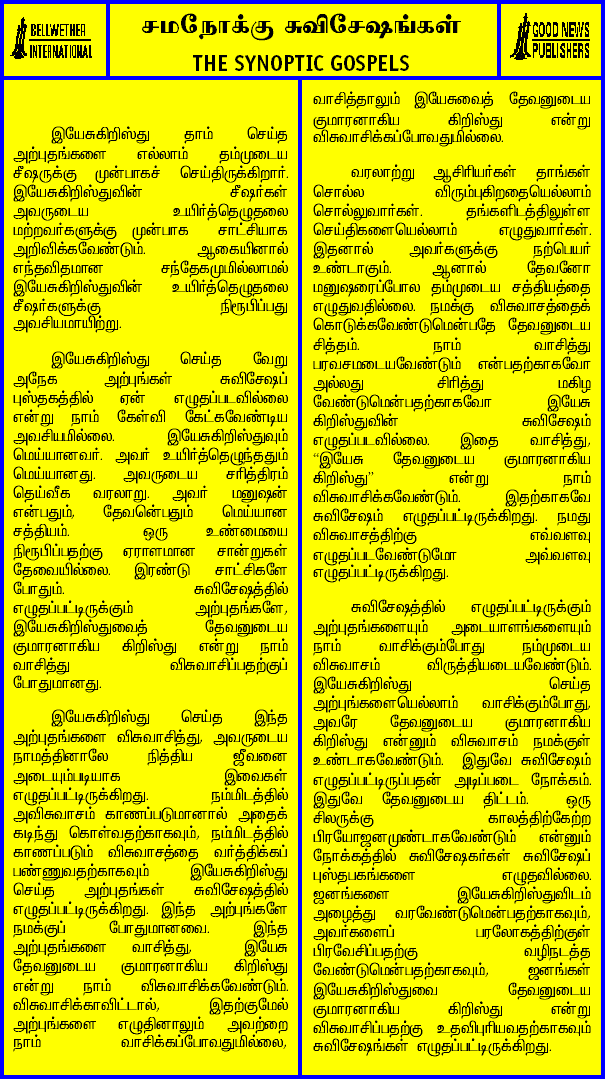 BELLWETHER
INTERNATIONAL
சமநோக்கு சுவிசேஷங்கள்
THE SYNOPTIC GOSPELS
GOOD NEWS
PUBLISHERS
இயேசுகிறிஸ்து தாம் செய்த
அற்புதங்களை எல்லாம் தம்முடைய
சீஷருக்கு முன்பாகச் செய்திருக்கிறார்.
இயேசுகிறிஸ்துவின் சீஷர்கள்
அவருடைய உயிர்த்தெழுதலை
மற்றவர்களுக்கு முன்பாக சாட்சியாக
அறிவிக்கவேண்டும். ஆகையினால்
எந்தவிதமான சந்தேகமுமில்லாமல்
இயேசுகிறிஸ்துவின் உயிர்த்தெழுதலை
சீஷர்களுக்கு நிரூபிப்பது
அவசியமாயிற்று.
இயேசுகிறிஸ்து செய்த வேறு
அநேக அற்புங்கள் சுவிசேஷப்
புஸ்தகத்தில் ஏன் எழுதப்படவில்லை
என்று நாம் கேள்வி கேட்கவேண்டிய
அவசியமில்லை. இயேசுகிறிஸ்துவும்
மெய்யானவர். அவர் உயிர்த்தெழுந்ததும்
மெய்யானது. அவருடைய சரித்திரம்
தெய்வீக வரலாறு. அவர் மனுஷன்
என்பதும், தேவனென்பதும் மெய்யான
சத்தியம். ஒரு உண்மையை
நிரூபிப்பதற்கு ஏராளமான சான்றுகள்
தேவையில்லை. இரண்டு சாட்சிகளே
போதும். சுவிசேஷத்தில்
எழுதப்பட்டிருக்கும் அற்புதங்களே,
இயேசுகிறிஸ்துவைத் தேவனுடைய
குமாரனாகிய கிறிஸ்து என்று நாம்
வாசித்து விசுவாசிப்பதற்குப்
போதுமானது.
இயேசுகிறிஸ்து செய்த இந்த
அற்புதங்களை விசுவாசித்து, அவருடைய
நாமத்தினாலே நித்திய ஜீவனை
அடையும்படியாக இவைகள்
எழுதப்பட்டிருக்கிறது. நம்மிடத்தில்
அவிசுவாசம் காணப்படுமானால் அதைக்
கடிந்து கொள்வதற்காகவும், நம்மிடத்தில்
காணப்படும் விசுவாசத்தை வர்த்திக்கப்
பண்ணுவதற்காகவும் இயேசுகிறிஸ்து
செய்த அற்புதங்கள் சுவிசேஷத்தில்
எழுதப்பட்டிருக்கிறது. இந்த அற்புங்களே
நமக்குப் போதுமானவை. இந்த
அற்புதங்களை வாசித்து, இயேசு
தேவனுடைய குமாரனாகிய கிறிஸ்து
என்று நாம் விசுவாசிக்கவேண்டும்.
விசுவாசிக்காவிட்டால், இதற்குமேல்
அற்புங்களை எழுதினாலும் அவற்றை
நாம் வாசிக்கப்போவதுமில்லை,
வாசித்தாலும் இயேசுவைத் தேவனுடைய
குமாரனாகிய கிறிஸ்து என்று
விசுவாசிக்கப்போவதுமில்லை.
வரலாற்று ஆசிரியர்கள் தாங்கள்
சொல்ல விரும்புகிறதையெல்லாம்
சொல்லுவார்கள். தங்களிடத்திலுள்ள
செய்திகளையெல்லாம் எழுதுவார்கள்.
இதனால் அவர்களுக்கு நற்பெயர்
உண்டாகும். ஆனால் தேவனோ
மனுஷரைப்போல தம்முடைய சத்தியத்தை
எழுதுவதில்லை. நமக்கு விசுவாசத்தைக்
கொடுக்கவேண்டுமென்பதே தேவனுடைய
சித்தம். நாம் வாசித்து
பரவசமடையவேண்டும் என்பதற்காகவோ
அல்லது சிரித்து மகிழ
வேண்டுமென்பதற்காகவோ இயேசு
கிறிஸ்துவின் சுவிசேஷம்
எழுதப்படவில்லை. இதை வாசித்து,
“இயேசு தேவனுடைய குமாரனாகிய
கிறிஸ்து” என்று நாம்
விசுவாசிக்கவேண்டும். இதற்காகவே
சுவிசேஷம் எழுதப்பட்டிருக்கிறது. நமது
விசுவாசத்திற்கு எவ்வளவு
எழுதப்படவேண்டுமோ அவ்வளவு
எழுதப்பட்டிருக்கிறது.
சுவிசேஷத்தில் எழுதப்பட்டிருக்கும்
அற்புதங்களையும் அடையாளங்களையும்
நாம் வாசிக்கும்போது நம்முடைய
விசுவாசம் விருத்தியடையவேண்டும்.
இயேசுகிறிஸ்து செய்த
அற்புங்களையெல்லாம் வாசிக்கும்போது,
அவரே தேவனுடைய குமாரனாகிய
கிறிஸ்து என்னும் விசுவாசம் நமக்குள்
உண்டாகவேண்டும். இதுவே சுவிசேஷம்
எழுதப்பட்டிருப்பதன் அடிப்படை நோக்கம்.
இதுவே தேவனுடைய திட்டம். ஒரு
சிலருக்கு காலத்திற்கேற்ற
பிரயோஜனமுண்டாகவேண்டும் என்னும்
நோக்கத்தில் சுவிசேஷகர்கள் சுவிசேஷப்
புஸ்தபகங்களை எழுதவில்லை.
ஜனங்களை இயேசுகிறிஸ்துவிடம்
அழைத்து வரவேண்டுமென்பதற்காகவும்,
அவர்களைப் பரலோகத்திற்குள்
பிரவேசிப்பதற்கு வழிநடத்த
வேண்டுமென்பதற்காகவும், ஜனங்கள்
இயேசுகிறிஸ்துவை தேவனுடைய
குமாரனாகிய கிறிஸ்து என்று
விசுவாசிப்பதற்கு உதவிபுரியவதற்காகவும்
சுவிசேஷங்கள் எழுதப்பட்டிருக்கிறது.